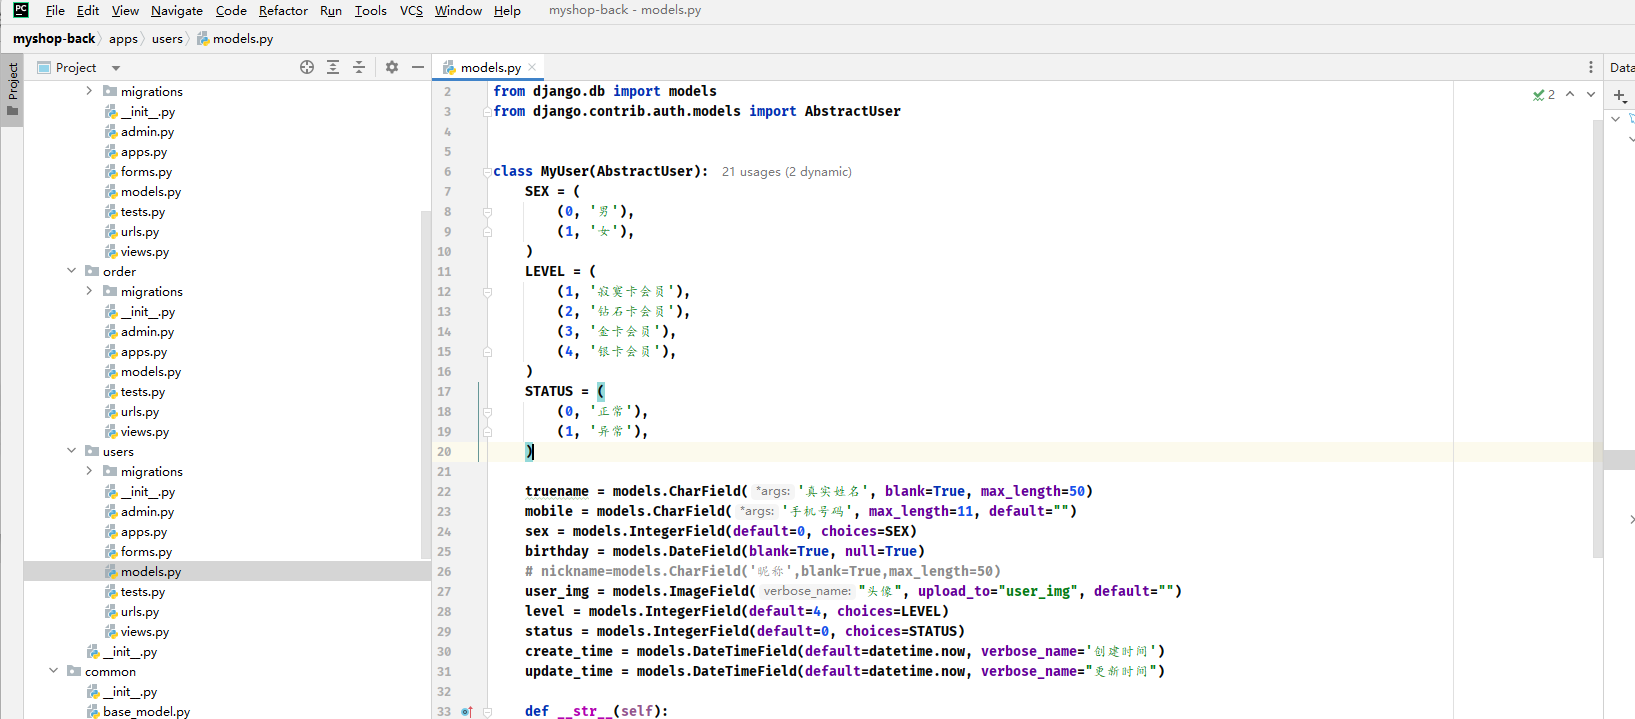 PC File Edit View Navigate Code Refactor Run Tools VCS Window Help myshop-back - models.py
myshop-back apps users models.py
Project
Project
models.py
Data
migrations
__init__.py
admin.py
apps.py
forms.py
models.py
tests.py
urls.py
views.py
order
migrations
__init__.py
admin.py
apps.py
models.py
tests.py
urls.py
views.py
users
migrations
__init__.py
admin.py
apps.py
forms.py
models.py
tests.py
urls.py
views.py
__init__.py
common
__init__.py
base_model.py
2
2 from django.db import models
3 from django.contrib.auth.models import AbstractUser
4
5
6 class MyUser(AbstractUser): 21 usages (2 dynamic)
7 SEX = (
8 (0, '男'),
9 (1, '女'),
10 )
11 LEVEL = (
12 (1, '寂寞卡会员'),
13 (2, '钻石卡会员'),
14 (3, '金卡会员'),
15 (4, '银卡会员'),
16 )
17 STATUS = (
18 (0, '正常'),
19 (1, '异常'),
20 )
21
22 truename = models.CharField( *args: '真实姓名', blank=True, max_length=50)
23 mobile = models.CharField( *args: '手机号码', max_length=11, default="")
24 sex = models.IntegerField(default=0, choices=SEX)
25 birthday = models.DateField(blank=True, null=True)
26 # nickname=models.CharField('昵称',blank=True,max_length=50)
27 user_img = models.ImageField( verbose_name: "头像", upload_to="user_img", default="")
28 level = models.IntegerField(default=4, choices=LEVEL)
29 status = models.IntegerField(default=0, choices=STATUS)
30 create_time = models.DateTimeField(default=datetime.now, verbose_name='创建时间')
31 update_time = models.DateTimeField(default=datetime.now, verbose_name="更新时间")
32
33 def __str__(self):